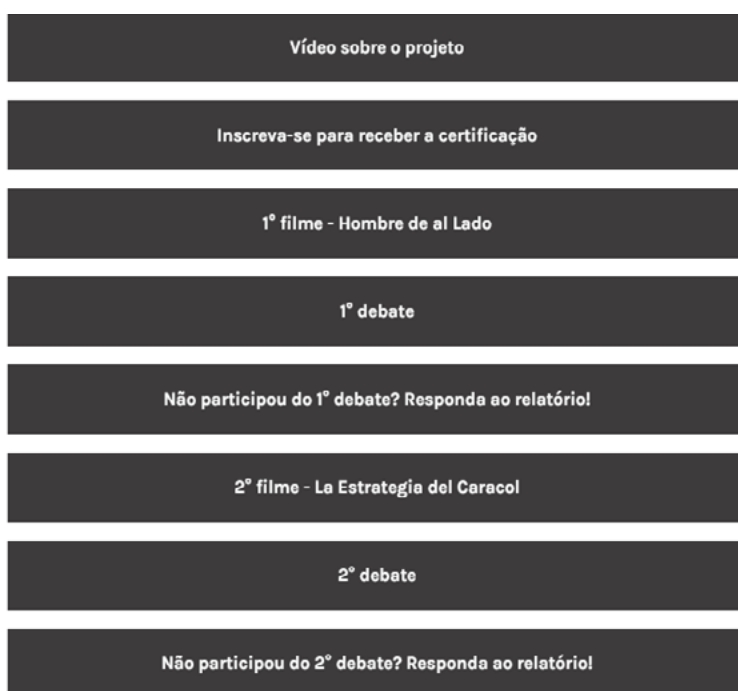 Vídeo sobre o projeto
Inscreva-se para receber a certificação
1° filme - Hombre de al Lado
1° debate
Não participou do 1° debate? Responda ao relatório!
2° filme - La Estrategia del Caracol
2° debate
Não participou do 2° debate? Responda ao relatório!